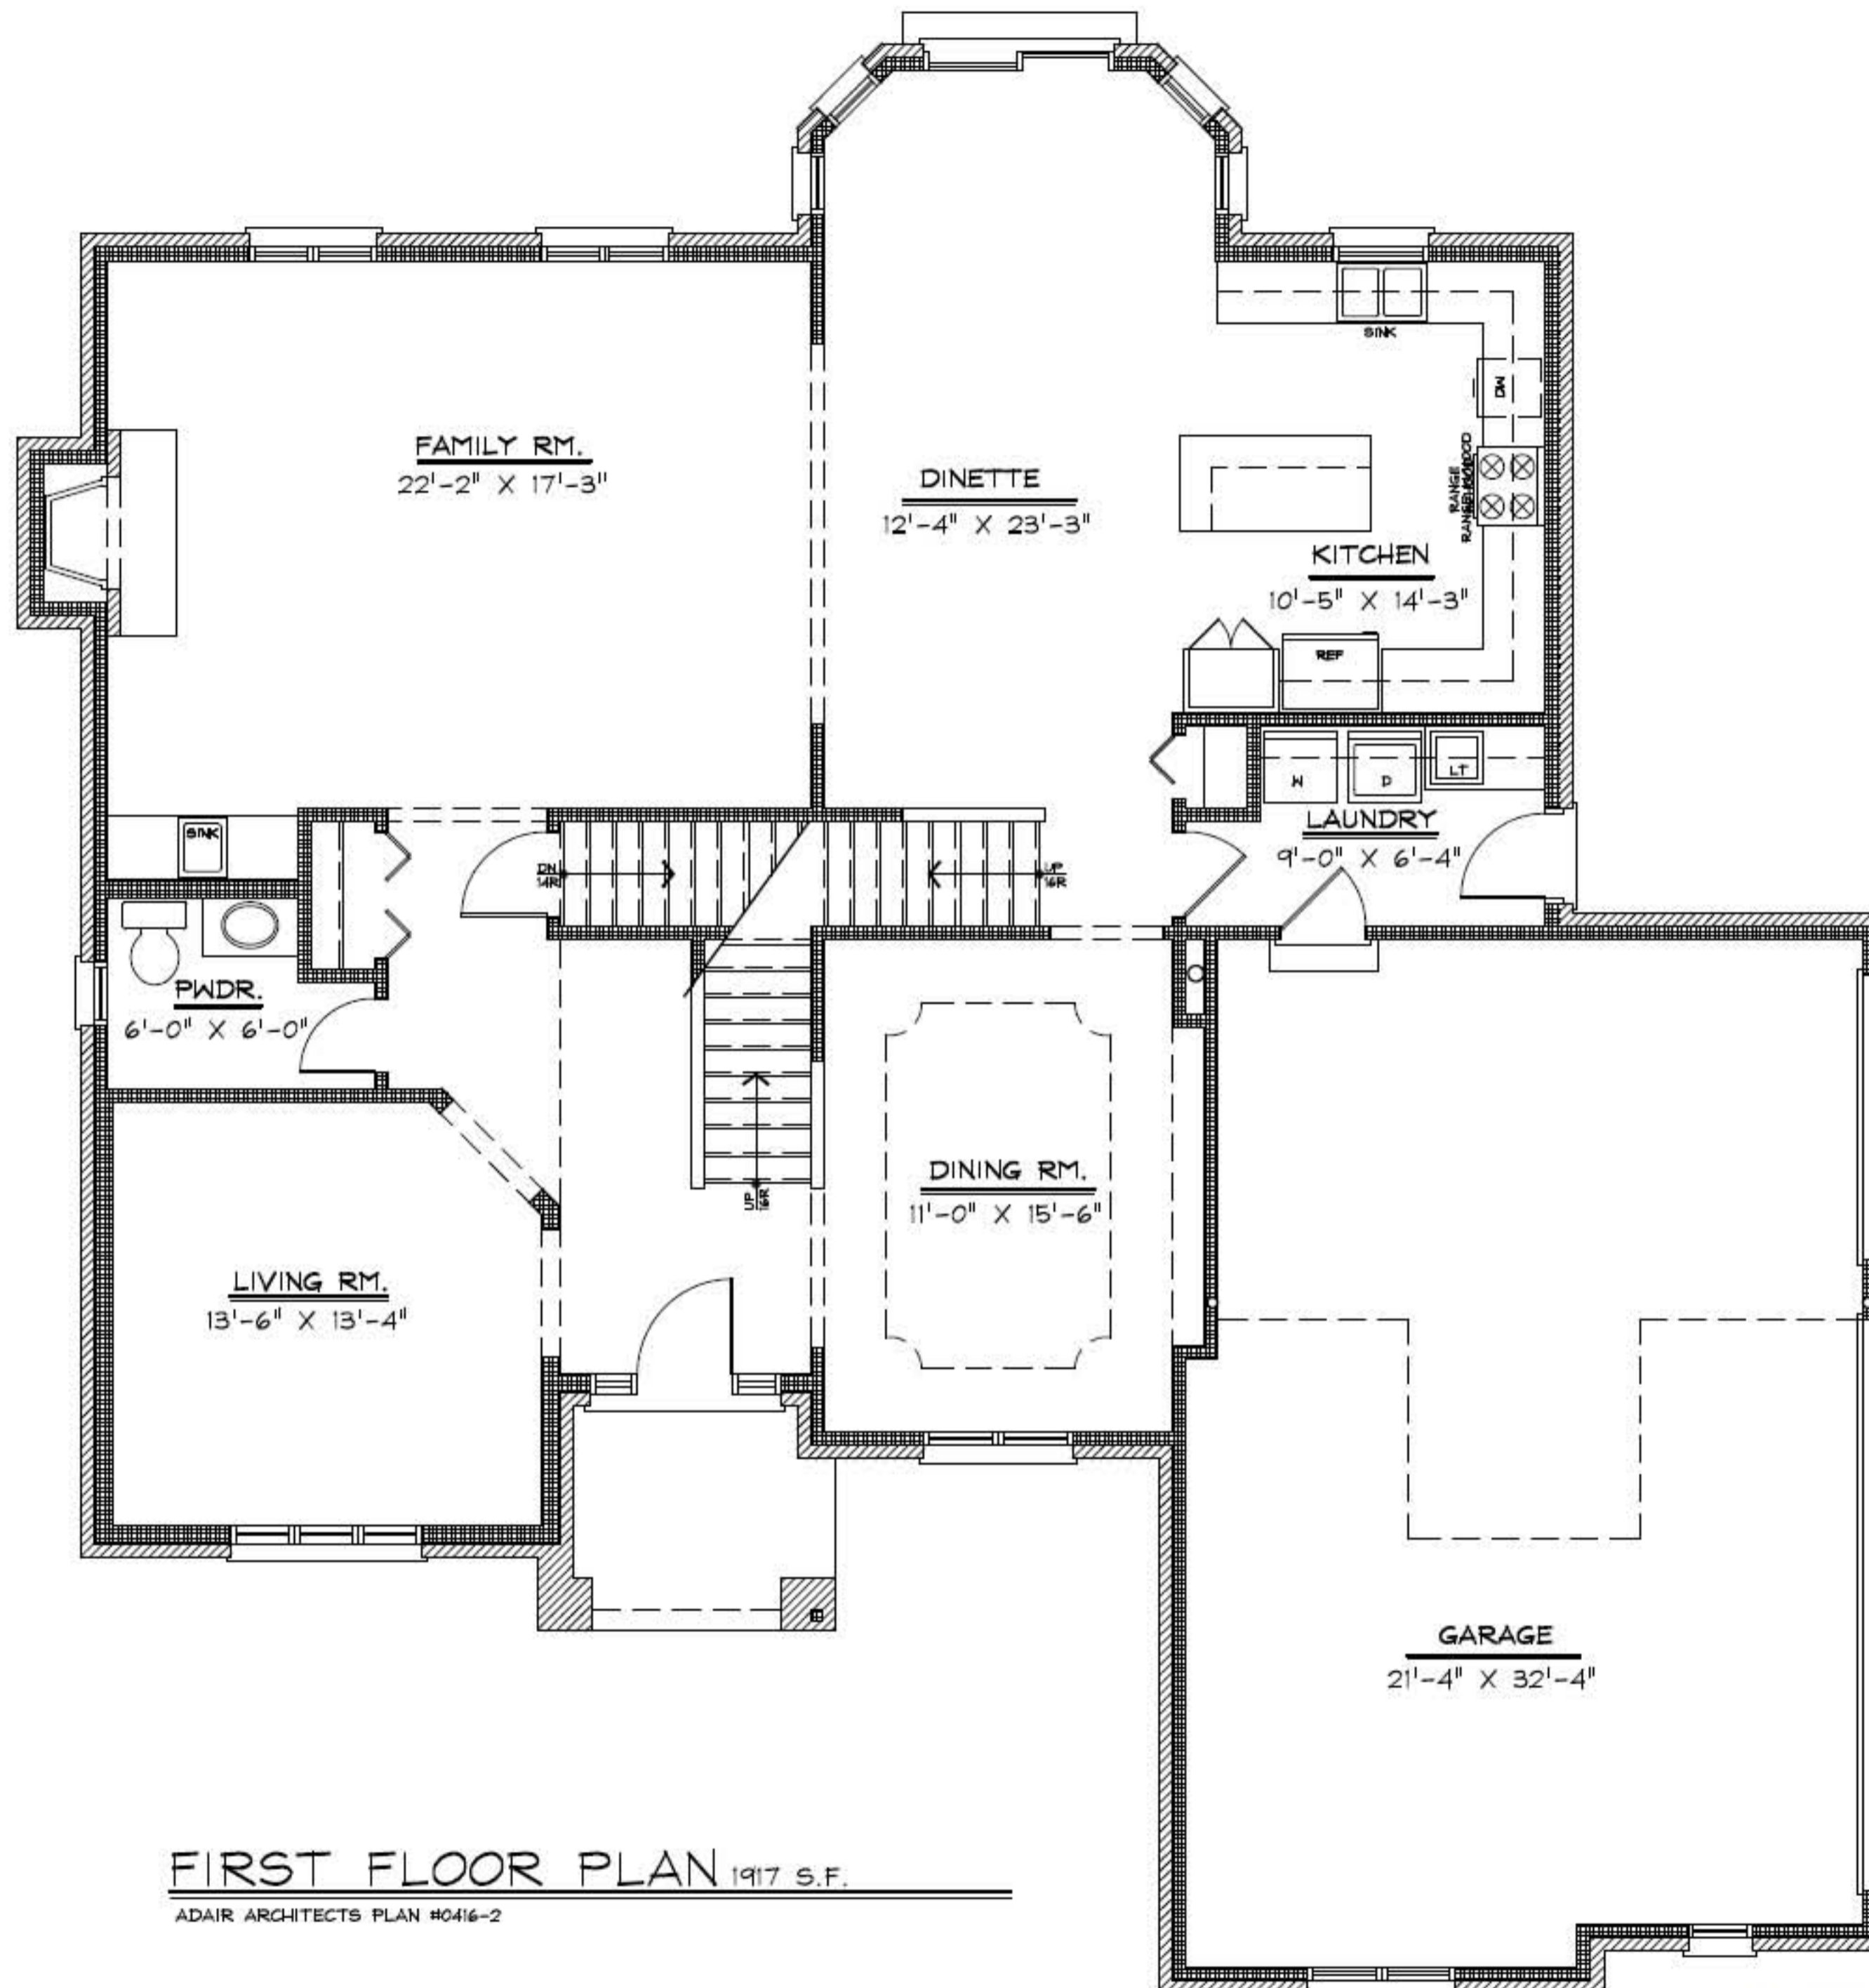 FAMILY RM.
22'-2" X 17'-3"
DINETTE
12'-4" X 23'-3"
SINK
DW
RANGE
KITCHEN
10'-5" X 14'-3"
REF
W
D
LT
LAUNDRY
9'-0" X 6'-4"
SINK
DN
14R
UP
16R
PWDR.
6'-0" X 6'-0"
UP
16R
DINING RM.
11'-0" X 15'-6"
LIVING RM.
13'-6" X 13'-4"
GARAGE
21'-4" X 32'-4"
FIRST FLOOR PLAN 1917 S.F.
ADAIR ARCHITECTS PLAN #0416-2